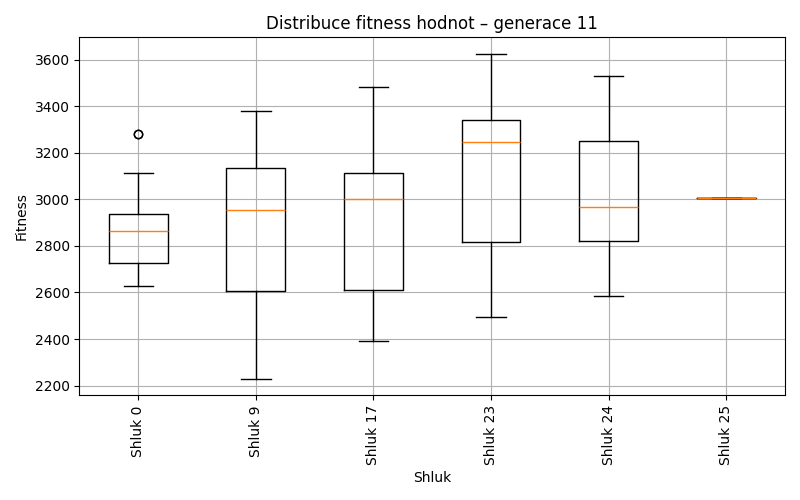 Distribuce fitness hodnot – generace 11
Fitness
3600
3400
3200
3000
2800
2600
2400
2200
Shluk 0
Shluk 9
Shluk 17
Shluk 23
Shluk 24
Shluk 25
Shluk